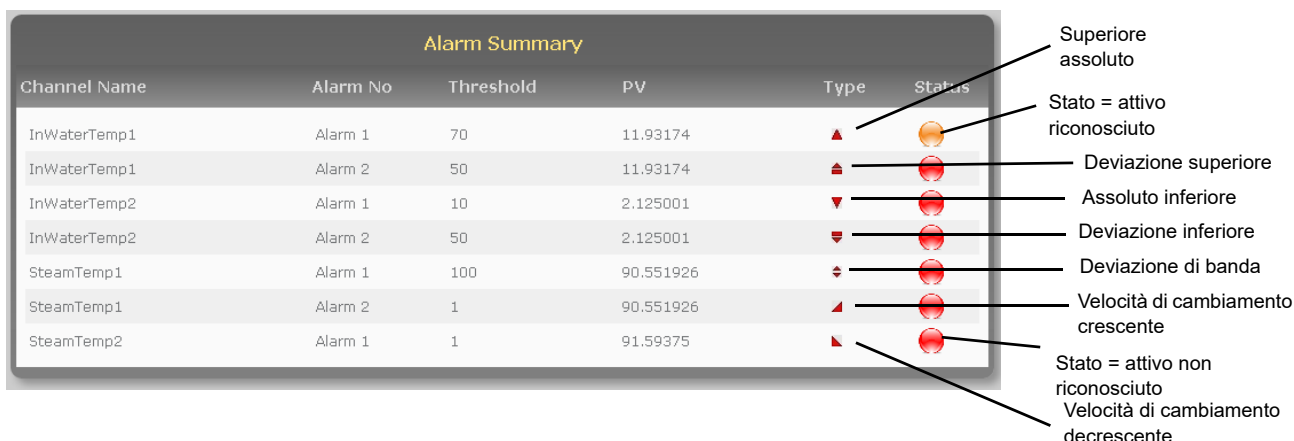 Alarm Summary
Channel Name Alarm No Threshold PV Type Status
InWaterTemp1 Alarm 1 70 11.93174
InWaterTemp1 Alarm 2 50 11.93174
InWaterTemp2 Alarm 1 10 2.125001
InWaterTemp2 Alarm 2 50 2.125001
SteamTemp1 Alarm 1 100 90.551926
SteamTemp1 Alarm 2 1 90.551926
SteamTemp2 Alarm 1 1 91.59375
Superiore
assoluto
Stato = attivo
riconosciuto
Deviazione superiore
Assoluto inferiore
Deviazione inferiore
Deviazione di banda
Velocità di cambiamento
crescente
Stato = attivo non
riconosciuto
Velocità di cambiamento
decrescente